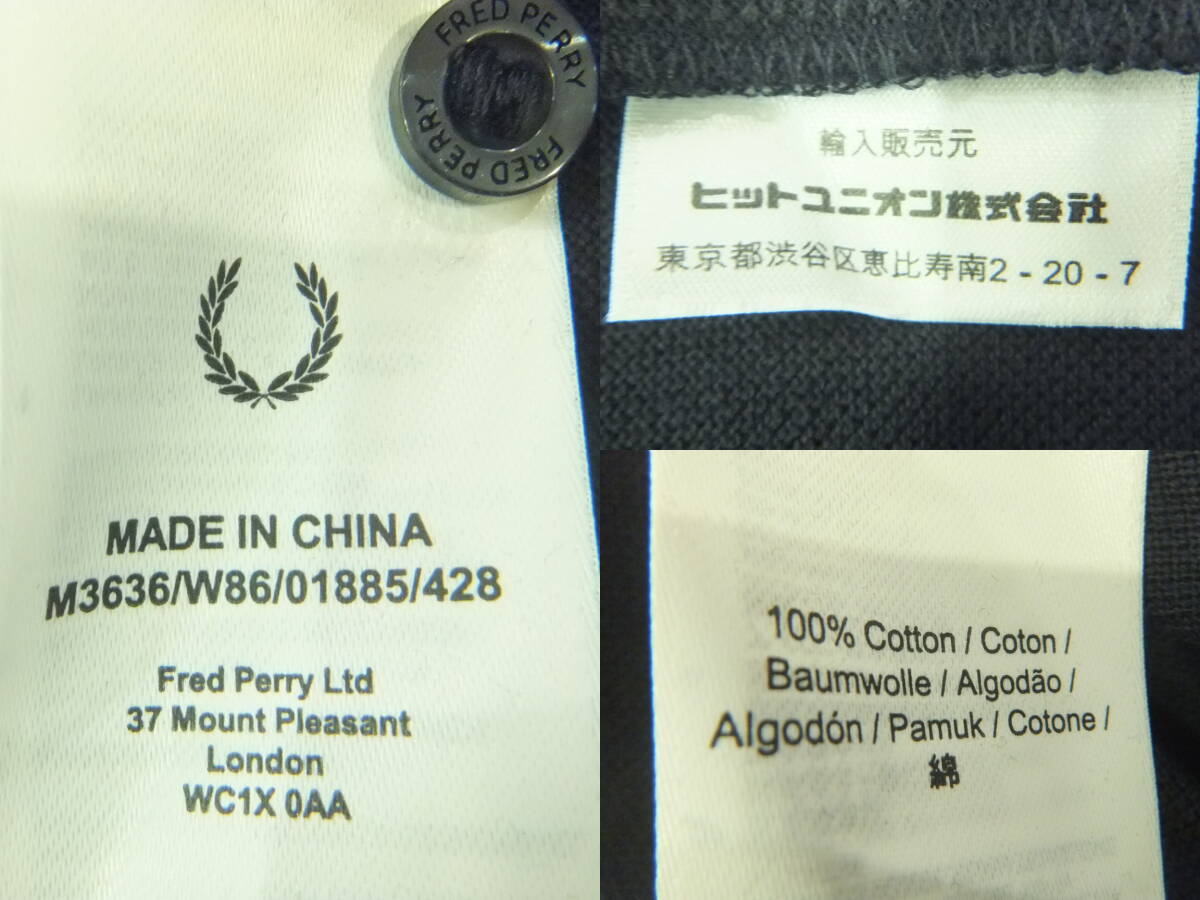 FRED PERRY
FRED PERRY
MADE IN CHINA
M3636/W86/01885/428
Fred Perry Ltd
37 Mount Pleasant
London
WC1X 0AA
輸入販売元
ヒットユニオン株式会社
東京都渋谷区恵比寿南2-20-7
100% Cotton / Coton /
Baumwolle / Algodão /
Algodón / Pamuk / Cotone /
綿